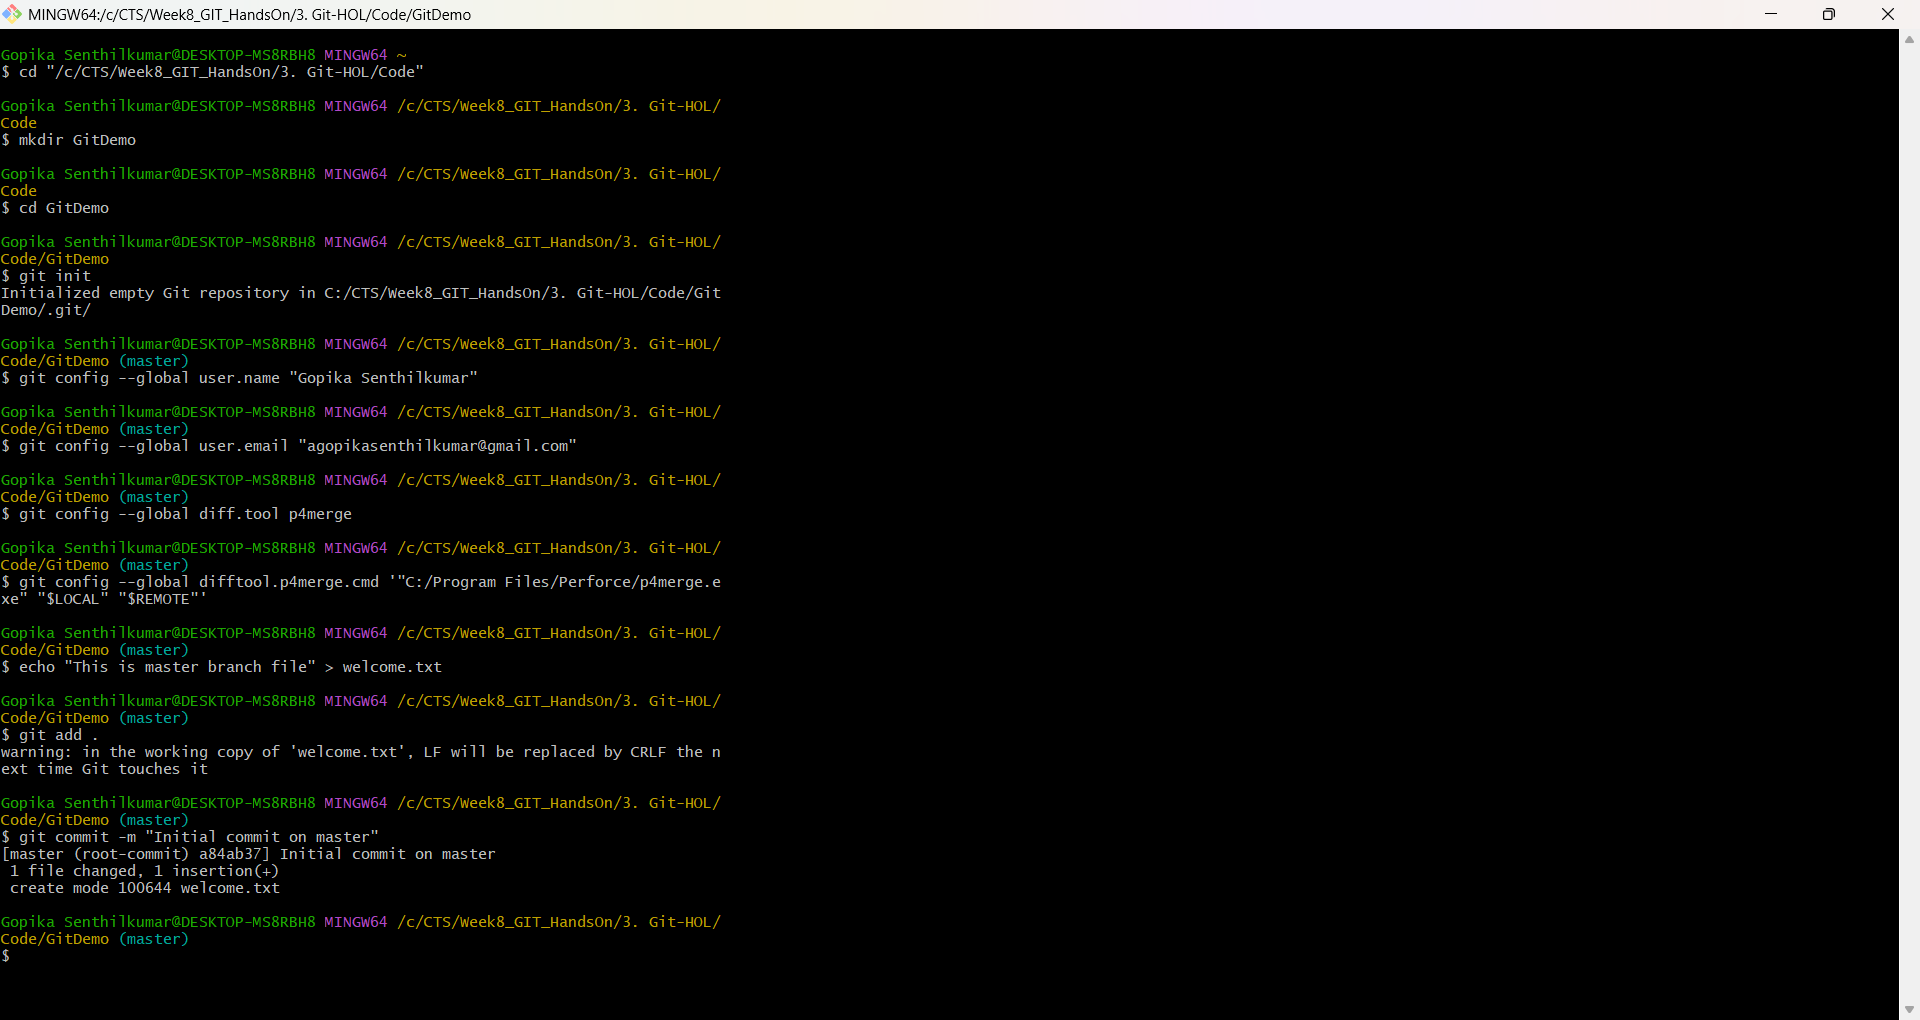 MINGW64:/c/CTS/Week8_GIT_HandsOn/3. Git-HOL/Code/GitDemo
Gopika Senthilkumar@DESKTOP-MS8RBH8 MINGW64 ~
$ cd "/c/CTS/Week8_GIT_HandsOn/3. Git-HOL/Code"
Gopika Senthilkumar@DESKTOP-MS8RBH8 MINGW64 /c/CTS/Week8_GIT_HandsOn/3. Git-HOL/
Code
$ mkdir GitDemo
Gopika Senthilkumar@DESKTOP-MS8RBH8 MINGW64 /c/CTS/Week8_GIT_HandsOn/3. Git-HOL/
Code
$ cd GitDemo
Gopika Senthilkumar@DESKTOP-MS8RBH8 MINGW64 /c/CTS/Week8_GIT_HandsOn/3. Git-HOL/
Code/GitDemo
$ git init
Initialized empty Git repository in C:/CTS/Week8_GIT_HandsOn/3. Git-HOL/Code/Git
Demo/.git/
Gopika Senthilkumar@DESKTOP-MS8RBH8 MINGW64 /c/CTS/Week8_GIT_HandsOn/3. Git-HOL/
Code/GitDemo (master)
$ git config --global user.name "Gopika Senthilkumar"
Gopika Senthilkumar@DESKTOP-MS8RBH8 MINGW64 /c/CTS/Week8_GIT_HandsOn/3. Git-HOL/
Code/GitDemo (master)
$ git config --global user.email "agopikasenthilkumar@gmail.com"
Gopika Senthilkumar@DESKTOP-MS8RBH8 MINGW64 /c/CTS/Week8_GIT_HandsOn/3. Git-HOL/
Code/GitDemo (master)
$ git config --global diff.tool p4merge
Gopika Senthilkumar@DESKTOP-MS8RBH8 MINGW64 /c/CTS/Week8_GIT_HandsOn/3. Git-HOL/
Code/GitDemo (master)
$ git config --global difftool.p4merge.cmd '"C:/Program Files/Perforce/p4merge.e
xe" "$LOCAL" "$REMOTE"'
Gopika Senthilkumar@DESKTOP-MS8RBH8 MINGW64 /c/CTS/Week8_GIT_HandsOn/3. Git-HOL/
Code/GitDemo (master)
$ echo "This is master branch file" > welcome.txt
Gopika Senthilkumar@DESKTOP-MS8RBH8 MINGW64 /c/CTS/Week8_GIT_HandsOn/3. Git-HOL/
Code/GitDemo (master)
$ git add .
warning: in the working copy of 'welcome.txt', LF will be replaced by CRLF the n
ext time Git touches it
Gopika Senthilkumar@DESKTOP-MS8RBH8 MINGW64 /c/CTS/Week8_GIT_HandsOn/3. Git-HOL/
Code/GitDemo (master)
$ git commit -m "Initial commit on master"
[master (root-commit) a84ab37] Initial commit on master
 1 file changed, 1 insertion(+)
 create mode 100644 welcome.txt
Gopika Senthilkumar@DESKTOP-MS8RBH8 MINGW64 /c/CTS/Week8_GIT_HandsOn/3. Git-HOL/
Code/GitDemo (master)
$